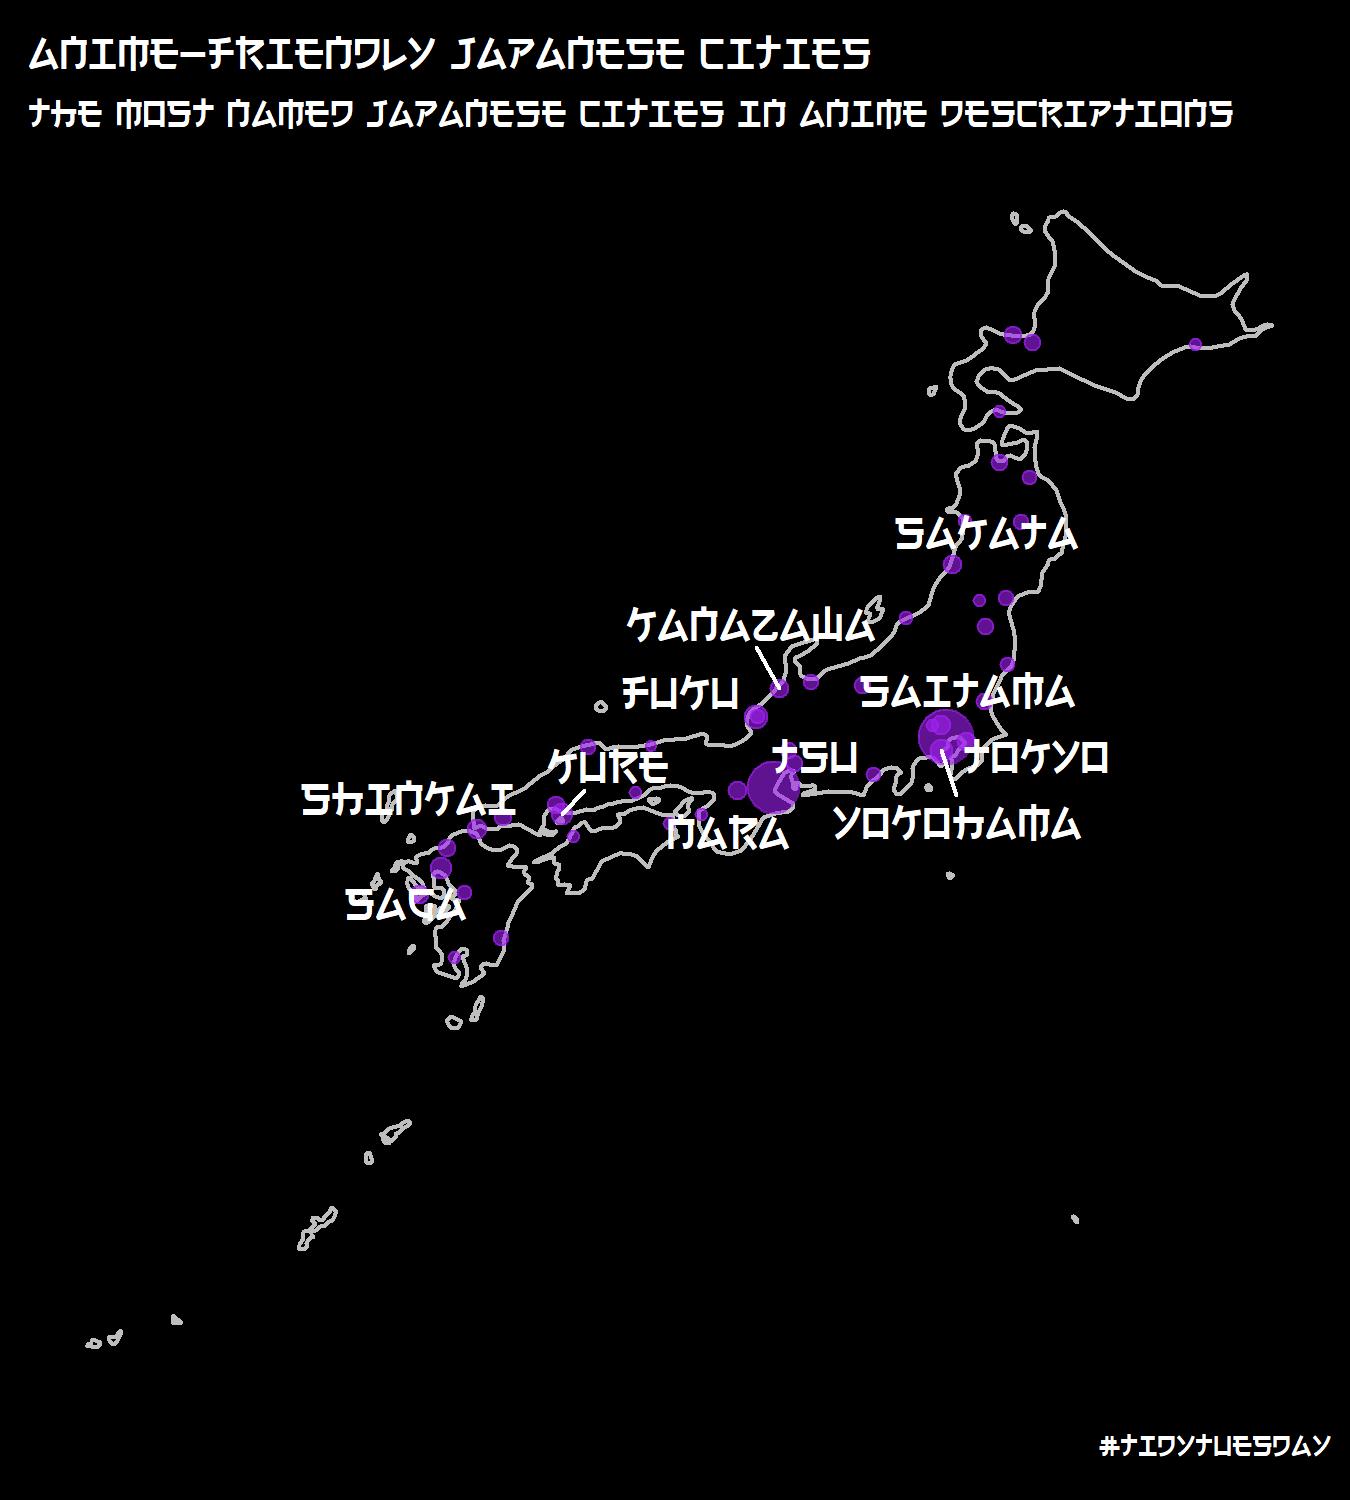 ANIME-FRIENDLY JAPANESE CITIES
THE MOST NAMED JAPANESE CITIES IN ANIME DESCRIPTIONS
SAKATA
KANAZAWA
FUKU
SAITAMA
TSU
TOKYO
KURE
SHINKAI
NARA
YOKOHAMA
SAGA
#TIDYTUESDAY